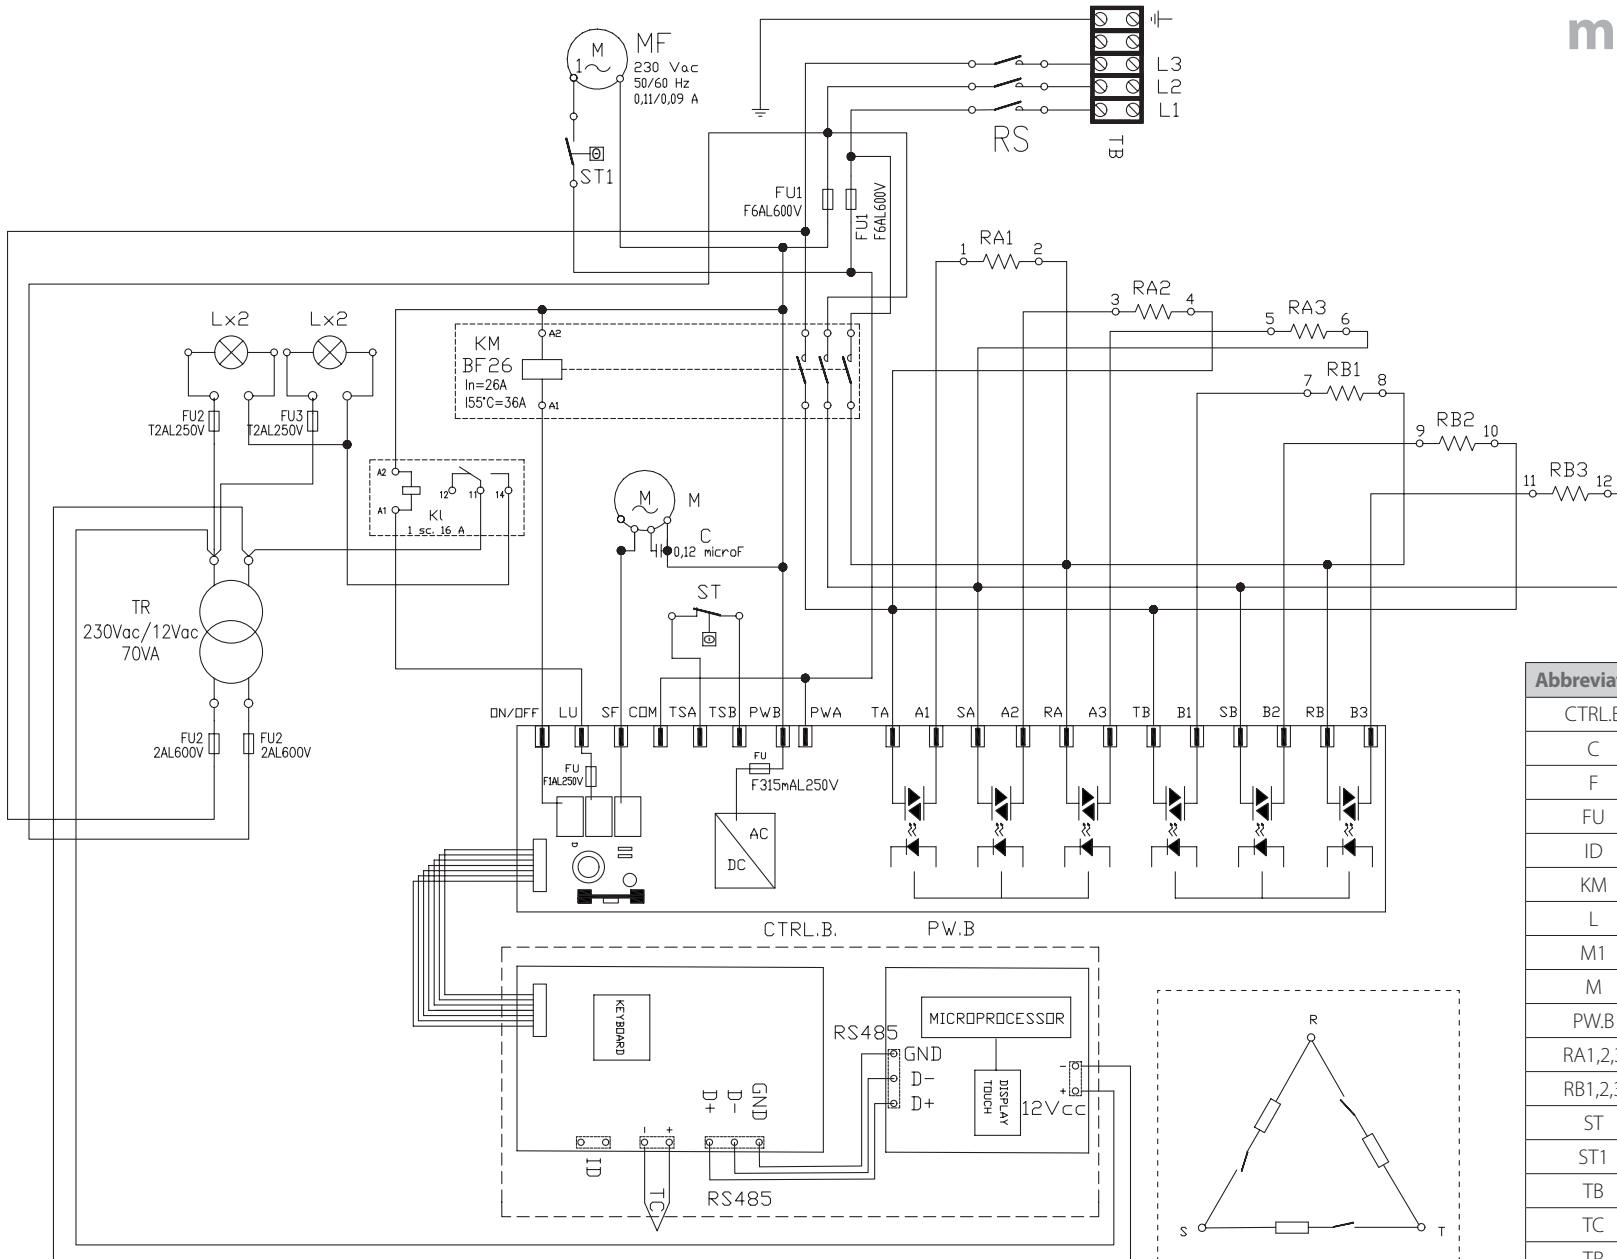 m
MF
M
1
230 Vac
50/60 Hz
0,11/0,09 A
L3
L2
L1
RS
TB
ST1
FU1
F6AL600V
FU1
F6AL600V
1 RA1 2
3 RA2 4
5 RA3 6
7 RB1 8
9 RB2 10
11 RB3 12
Lx2
Lx2
KM
BF26
In=26A
I55°C=36A
A2
A1
FU2
T2AL250V
FU3
T2AL250V
A2
A1
12
11
14
Kl
1 sc. 16 A
M
M
C
0,12 microF
ST
TR
230Vac/12Vac
70VA
FU2
2AL600V
FU2
2AL600V
ON/OFF LU SF COM TSA TSB PWB PWA TA A1 SA A2 RA A3 TB B1 SB B2 RB B3
FU
F1AL250V
FU
F315mAL250V
AC
DC
CTRL.B.
PW.B
KEYBOARD
MICROPROCESSOR
DISPLAY
TOUCH
RS485
GND
D-
D+
-
+
12Vcc
D+
D-
GND
-
+
ID
TC
RS485
R
S
T
Abbrevia
CTRL.B
C
F
FU
ID
KM
L
M1
M
PW.B
RA1,2,3
RB1,2,3
ST
ST1
TB
TC
TR